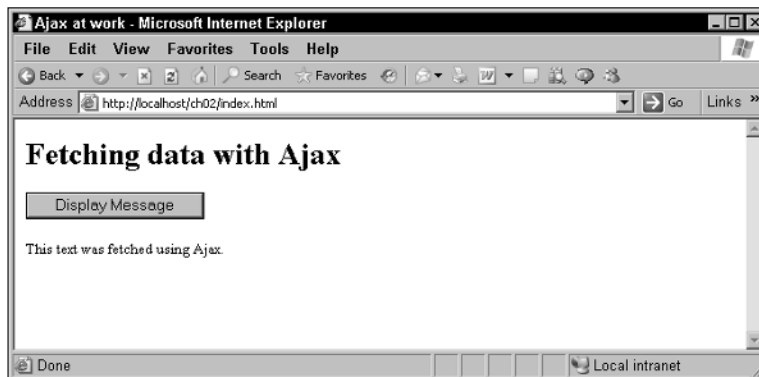 Ajax at work - Microsoft Internet Explorer
File Edit View Favorites Tools Help
Back Search Favorites
Address http://localhost/ch02/index.html Go Links »
Fetching data with Ajax
Display Message
This text was fetched using Ajax.
Done Local intranet